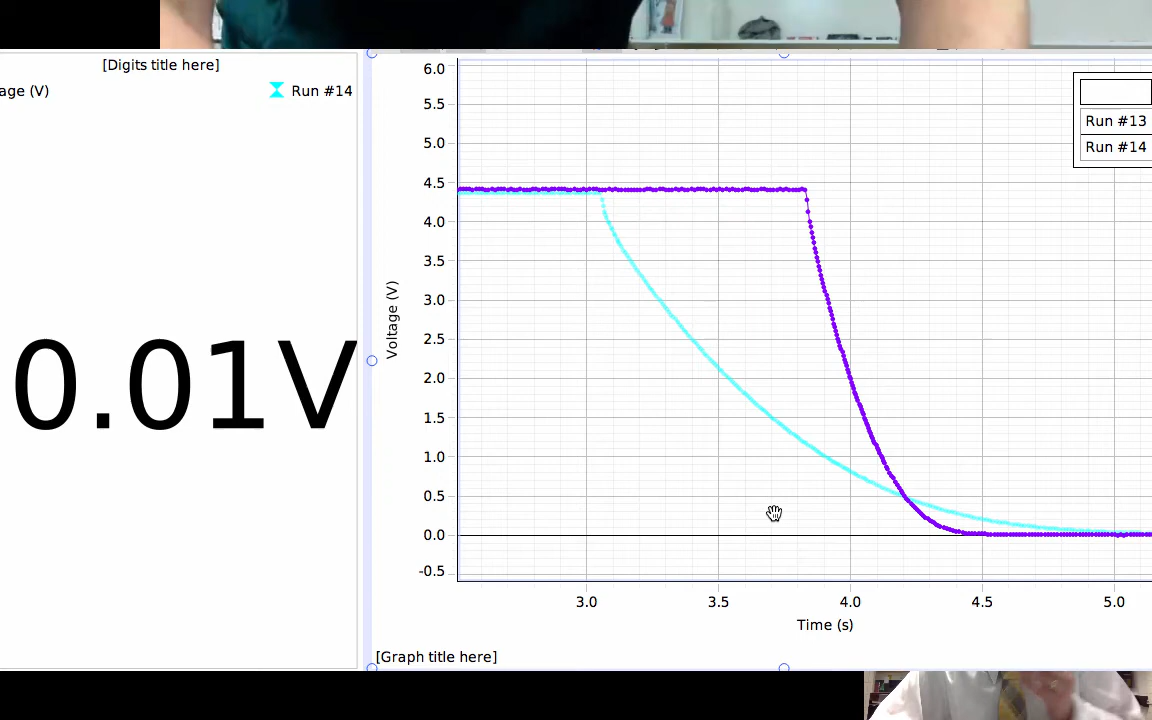 [Digits title here]
age (V)
Run #14
0.01V
6.0
5.5
5.0
4.5
4.0
3.5
3.0
2.5
2.0
1.5
1.0
0.5
0.0
-0.5
Voltage (V)
Run #13
Run #14
3.0 3.5 4.0 4.5 5.0
Time (s)
[Graph title here]